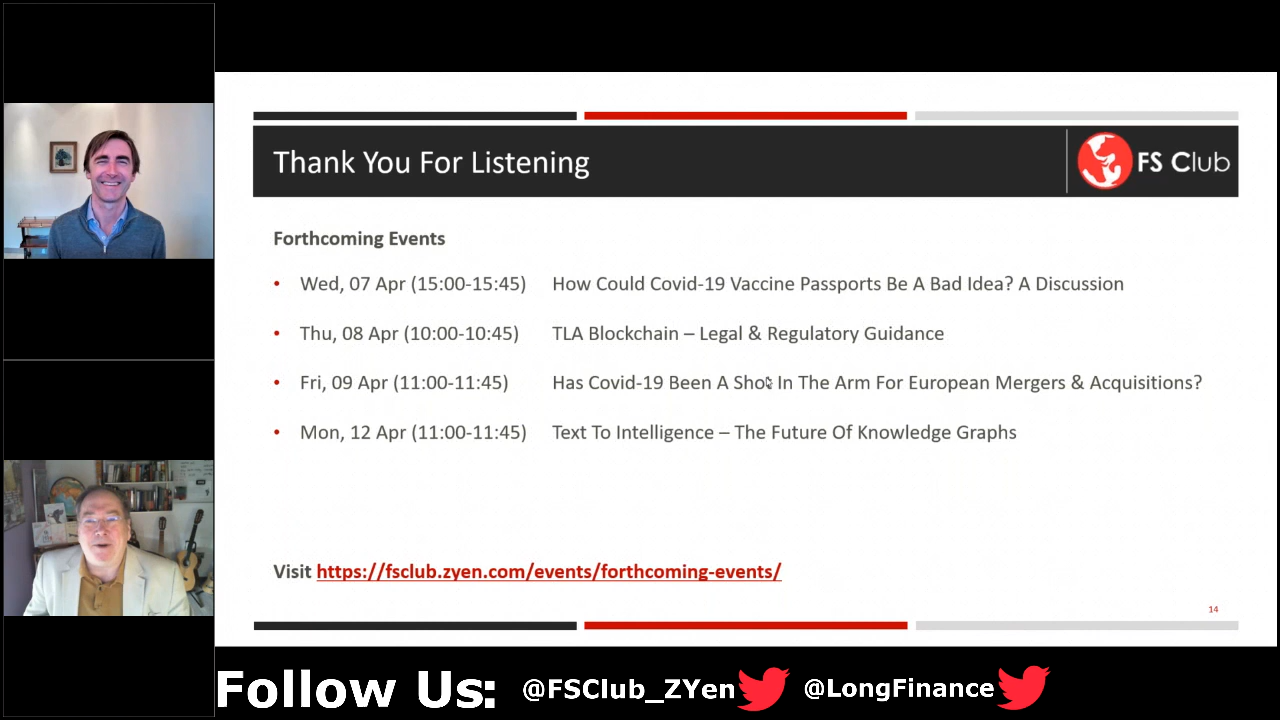 Thank You For Listening
FS Club
Forthcoming Events
• Wed, 07 Apr (15:00-15:45) How Could Covid-19 Vaccine Passports Be A Bad Idea? A Discussion
• Thu, 08 Apr (10:00-10:45) TLA Blockchain – Legal & Regulatory Guidance
• Fri, 09 Apr (11:00-11:45) Has Covid-19 Been A Shot In The Arm For European Mergers & Acquisitions?
• Mon, 12 Apr (11:00-11:45) Text To Intelligence – The Future Of Knowledge Graphs
Visit https://fsclub.zyen.com/events/forthcoming-events/
14
Follow Us: @FSClub_ZYen @LongFinance